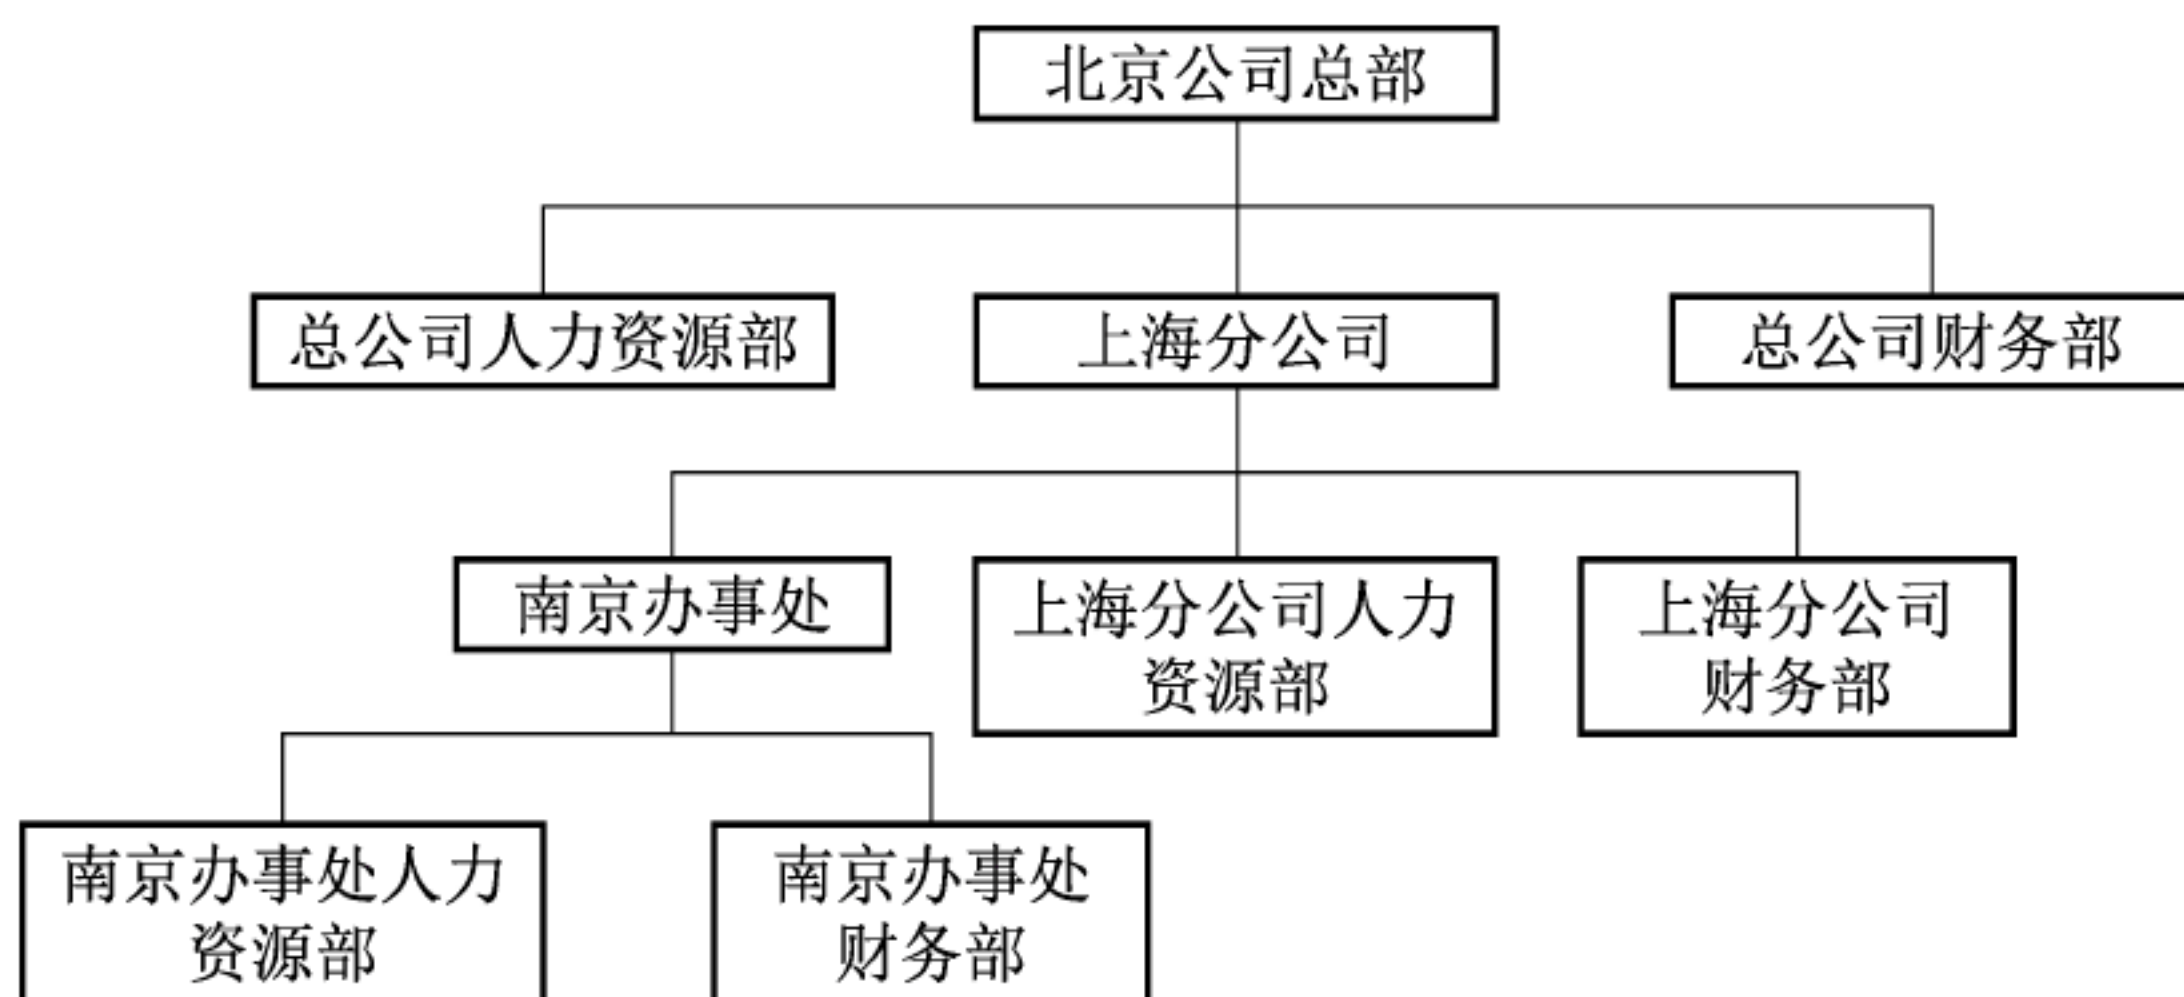 北京公司总部
总公司人力资源部
上海分公司
总公司财务部
南京办事处
上海分公司人力
资源部
上海分公司
财务部
南京办事处人力
资源部
南京办事处
财务部